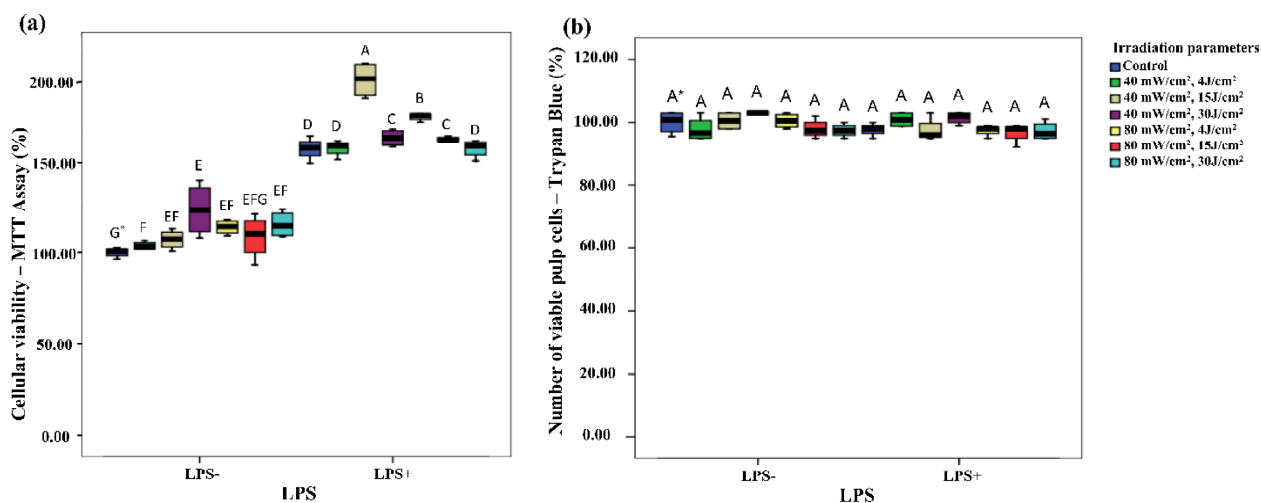 (a)
Cellular viability – MTT Assay (%)
200.00
150.00
100.00
50.00
0.00
G*
F
EF
E
EF
EFG
EF
D
D
A
C
B
C
D
LPS-
LPS+
LPS
(b)
Number of viable pulp cells – Trypan Blue (%)
120.00
100.00
80.00
60.00
40.00
20.00
0.00
A*
A
A
A
A
A
A
A
A
A
A
A
A
A
LPS-
LPS+
LPS
Irradiation parameters
Control
40 mW/cm², 4J/cm²
40 mW/cm², 15J/cm²
40 mW/cm², 30J/cm²
80 mW/cm², 4J/cm²
80 mW/cm², 15J/cm²
80 mW/cm², 30J/cm²